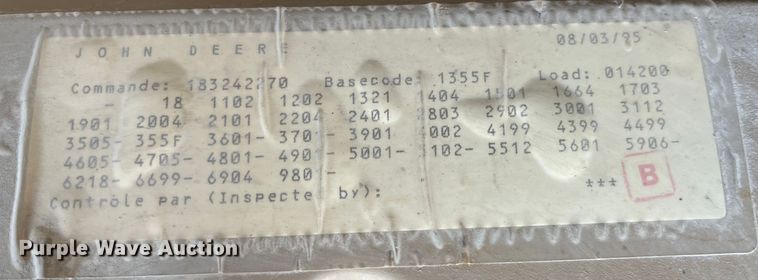 JOHN DEERE 08/03/95
Commande: 183242270 Basecode: 1355F Load: 014200
- 18 1102 1202 1321 1404 1501 1664 1703
1901 2004 2101 2204 2401 2803 2902 3001 3112
3505- 355F 3601- 3701- 3901 4002 4199 4399 4499
4605- 4705- 4801- 4901- 5001- 5102- 5512 5601 5906-
6218- 6699- 6904 9801-
Contrôle par (Inspected by): *** B
Purple Wave Auction